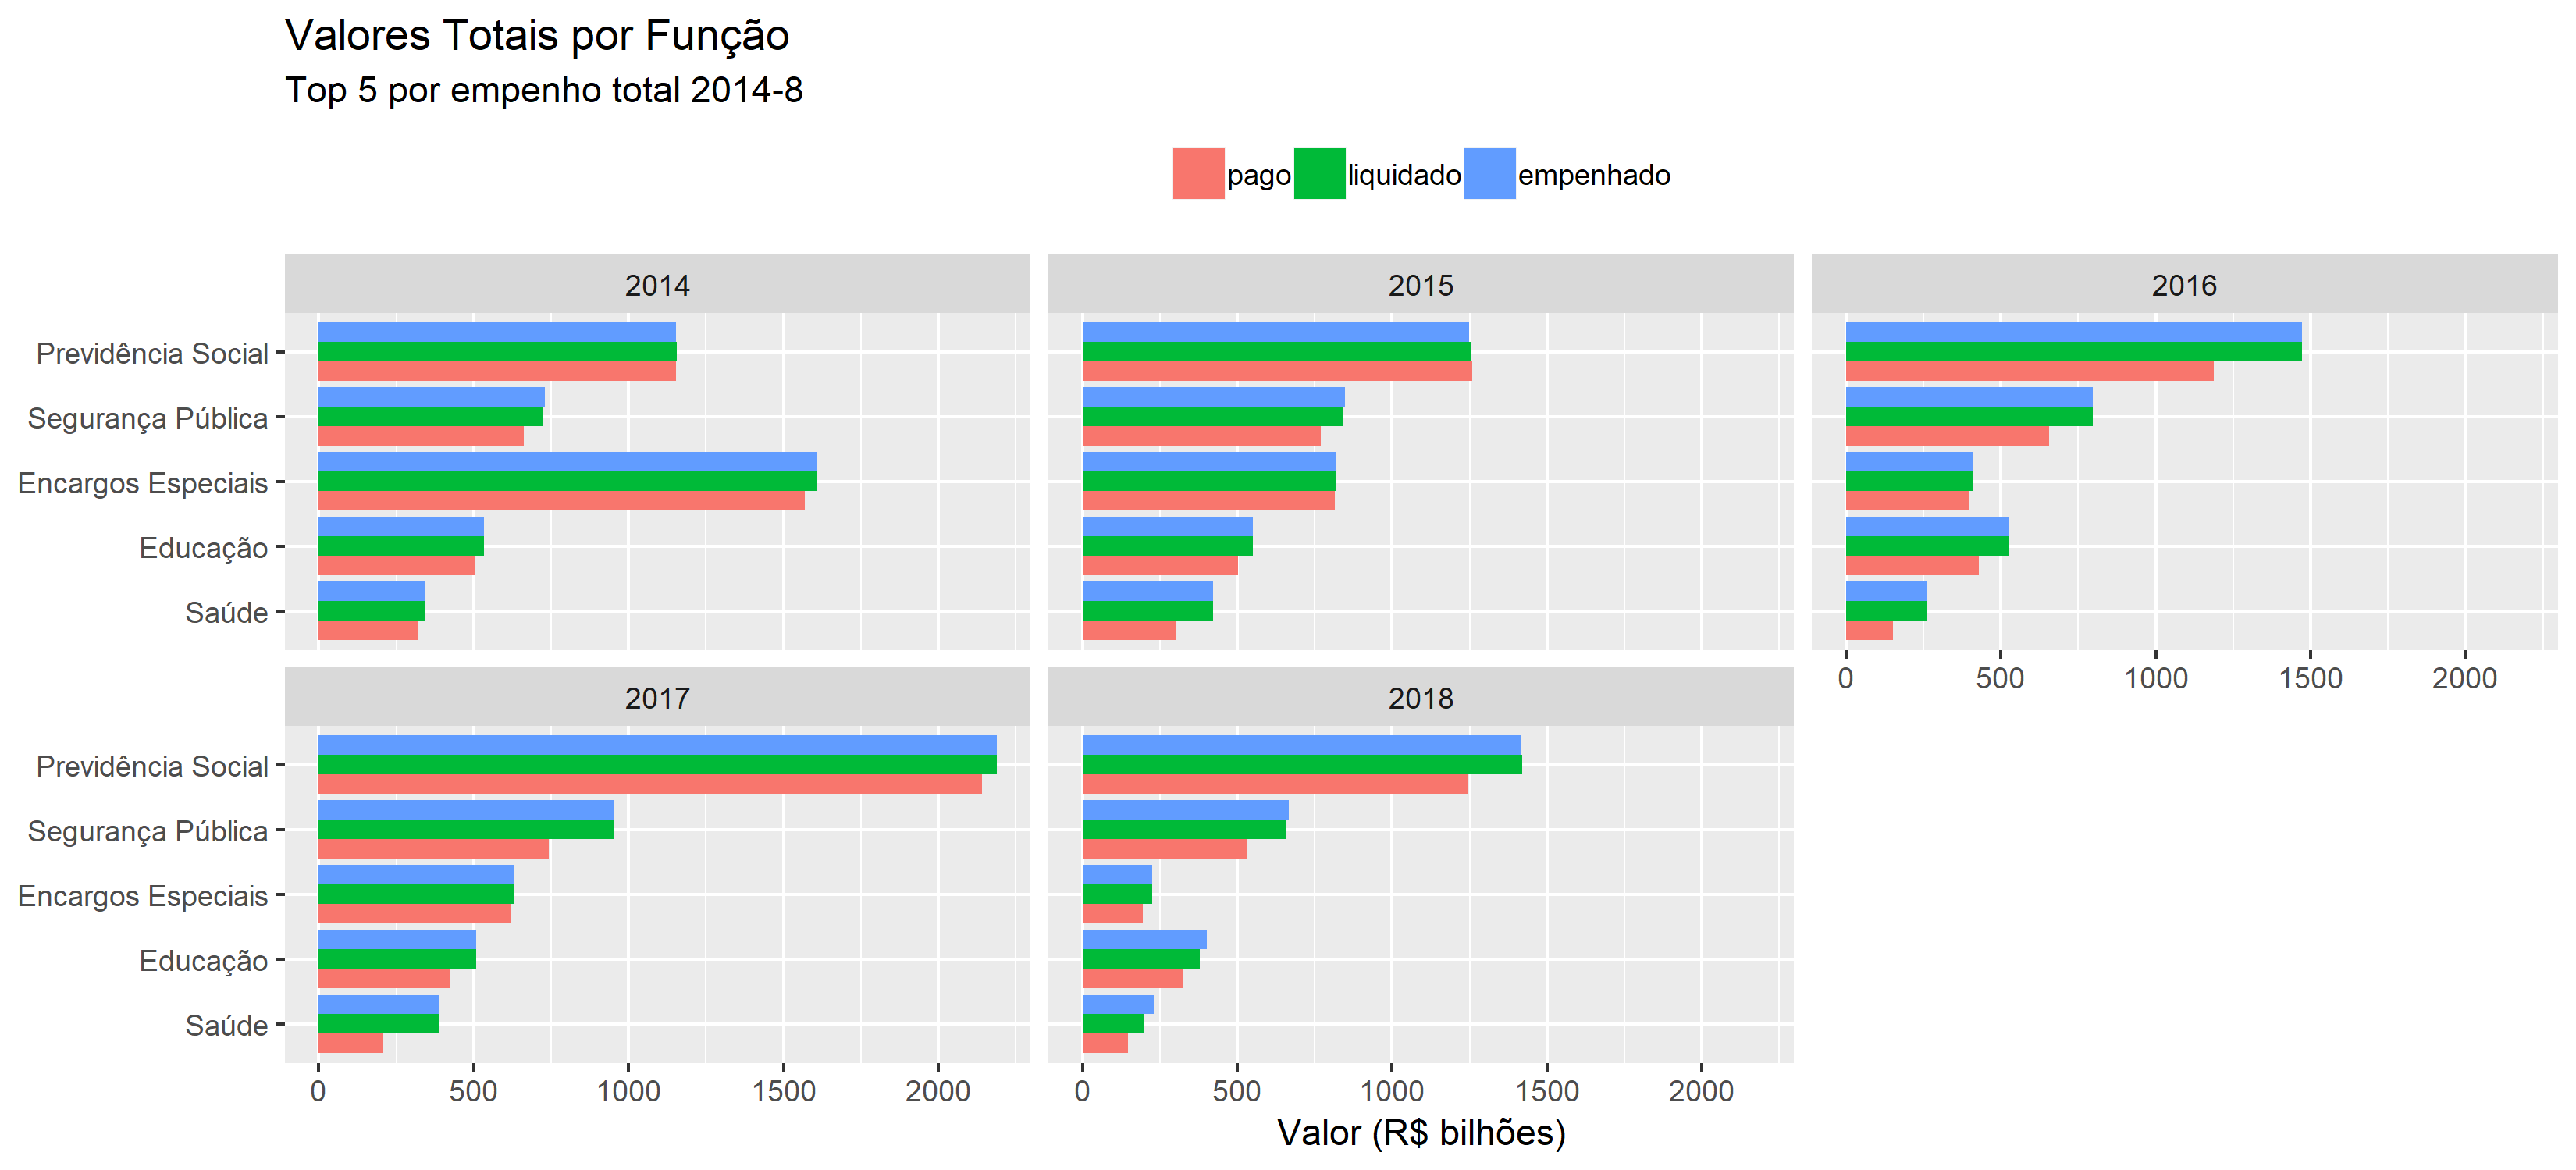 Valores Totais por Função
Top 5 por empenho total 2014-8
pago liquidado empenhado
2014 2015 2016
Previdência Social
Segurança Pública
Encargos Especiais
Educação
Saúde
0 500 1000 1500 2000
2017 2018
Previdência Social
Segurança Pública
Encargos Especiais
Educação
Saúde
0 500 1000 1500 2000 0 500 1000 1500 2000
Valor (R$ bilhões)